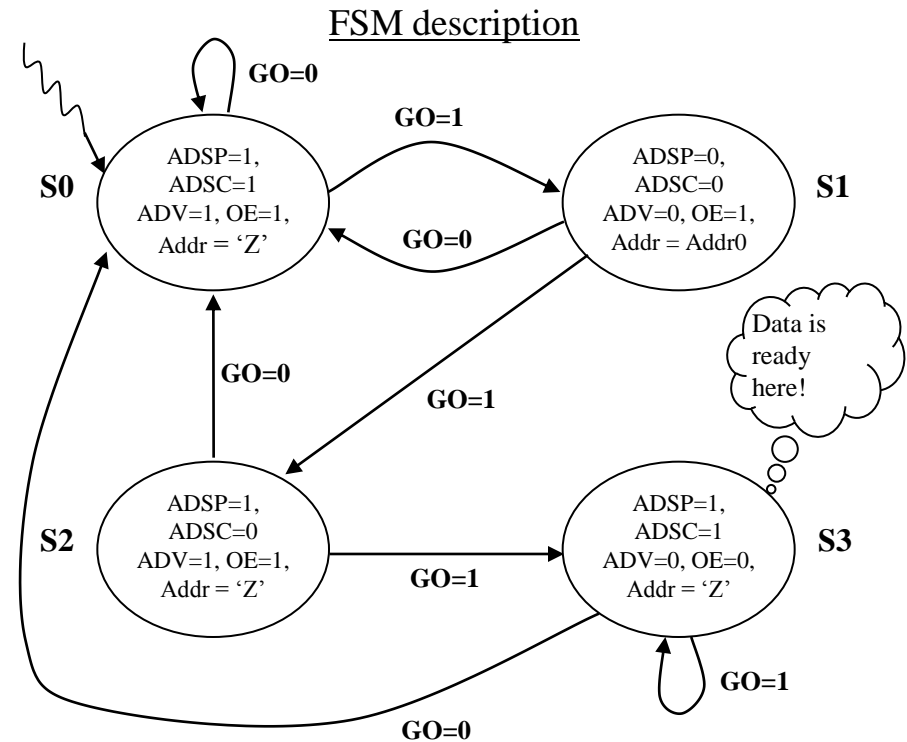 FSM description
GO=0
GO=1
S0
ADSP=1,
ADSC=1
ADV=1, OE=1,
Addr = ‘Z’
GO=0
ADSP=0,
ADSC=0
ADV=0, OE=1,
Addr = Addr0
S1
Data is
ready
here!
GO=0
GO=1
S2
ADSP=1,
ADSC=0
ADV=1, OE=1,
Addr = ‘Z’
GO=1
ADSP=1,
ADSC=1
ADV=0, OE=0,
Addr = ‘Z’
S3
GO=1
GO=0